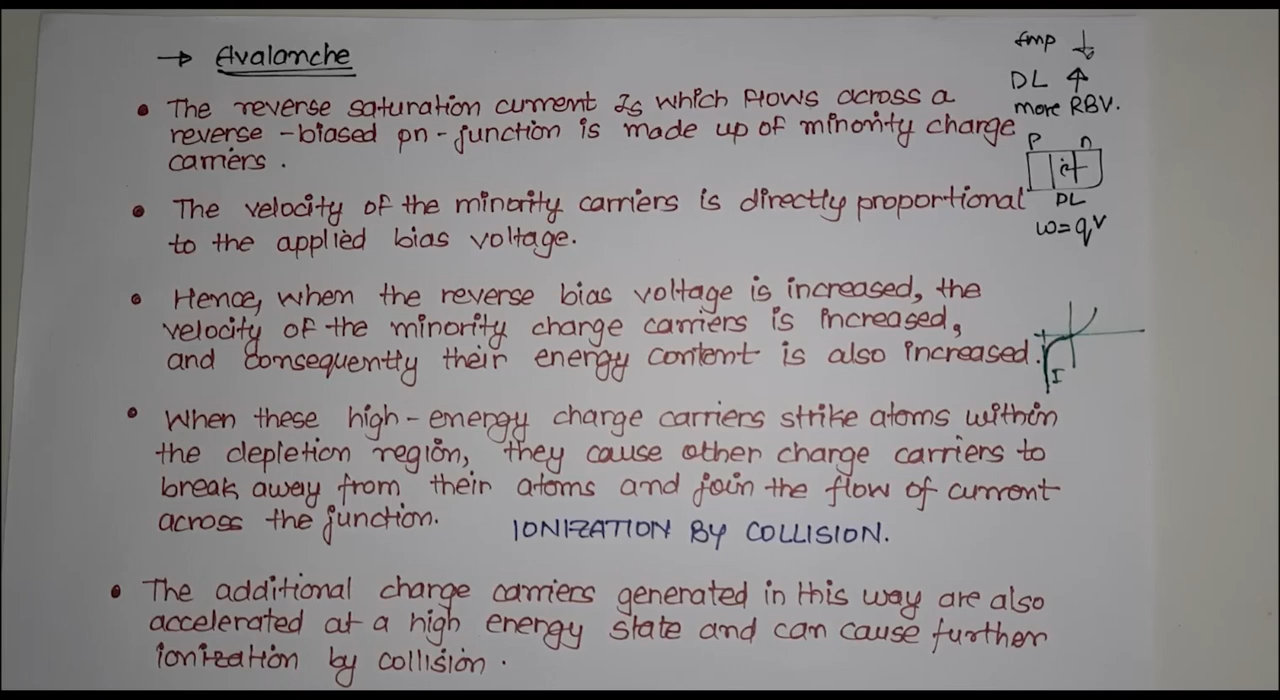 → Avalanche
• The reverse saturation current Is which flows across a
reverse-biased pn-junction is made up of minority charge
carriers.
• The velocity of the minority carriers is directly proportional
to the applied bias voltage.
• Hence, when the reverse bias voltage is increased, the
velocity of the minority charge carriers is increased,
and consequently their energy content is also increased.
• When these high-energy charge carriers strike atoms within
the depletion region, they cause other charge carriers to
break away from their atoms and join the flow of current
across the junction.
IONIZATION BY COLLISION.
• The additional charge carriers generated in this way are also
accelerated at a high energy state and can cause further
ionization by collision.
Imp ↓
DL ↑
more RBV.
P n
DL
w=qv
I